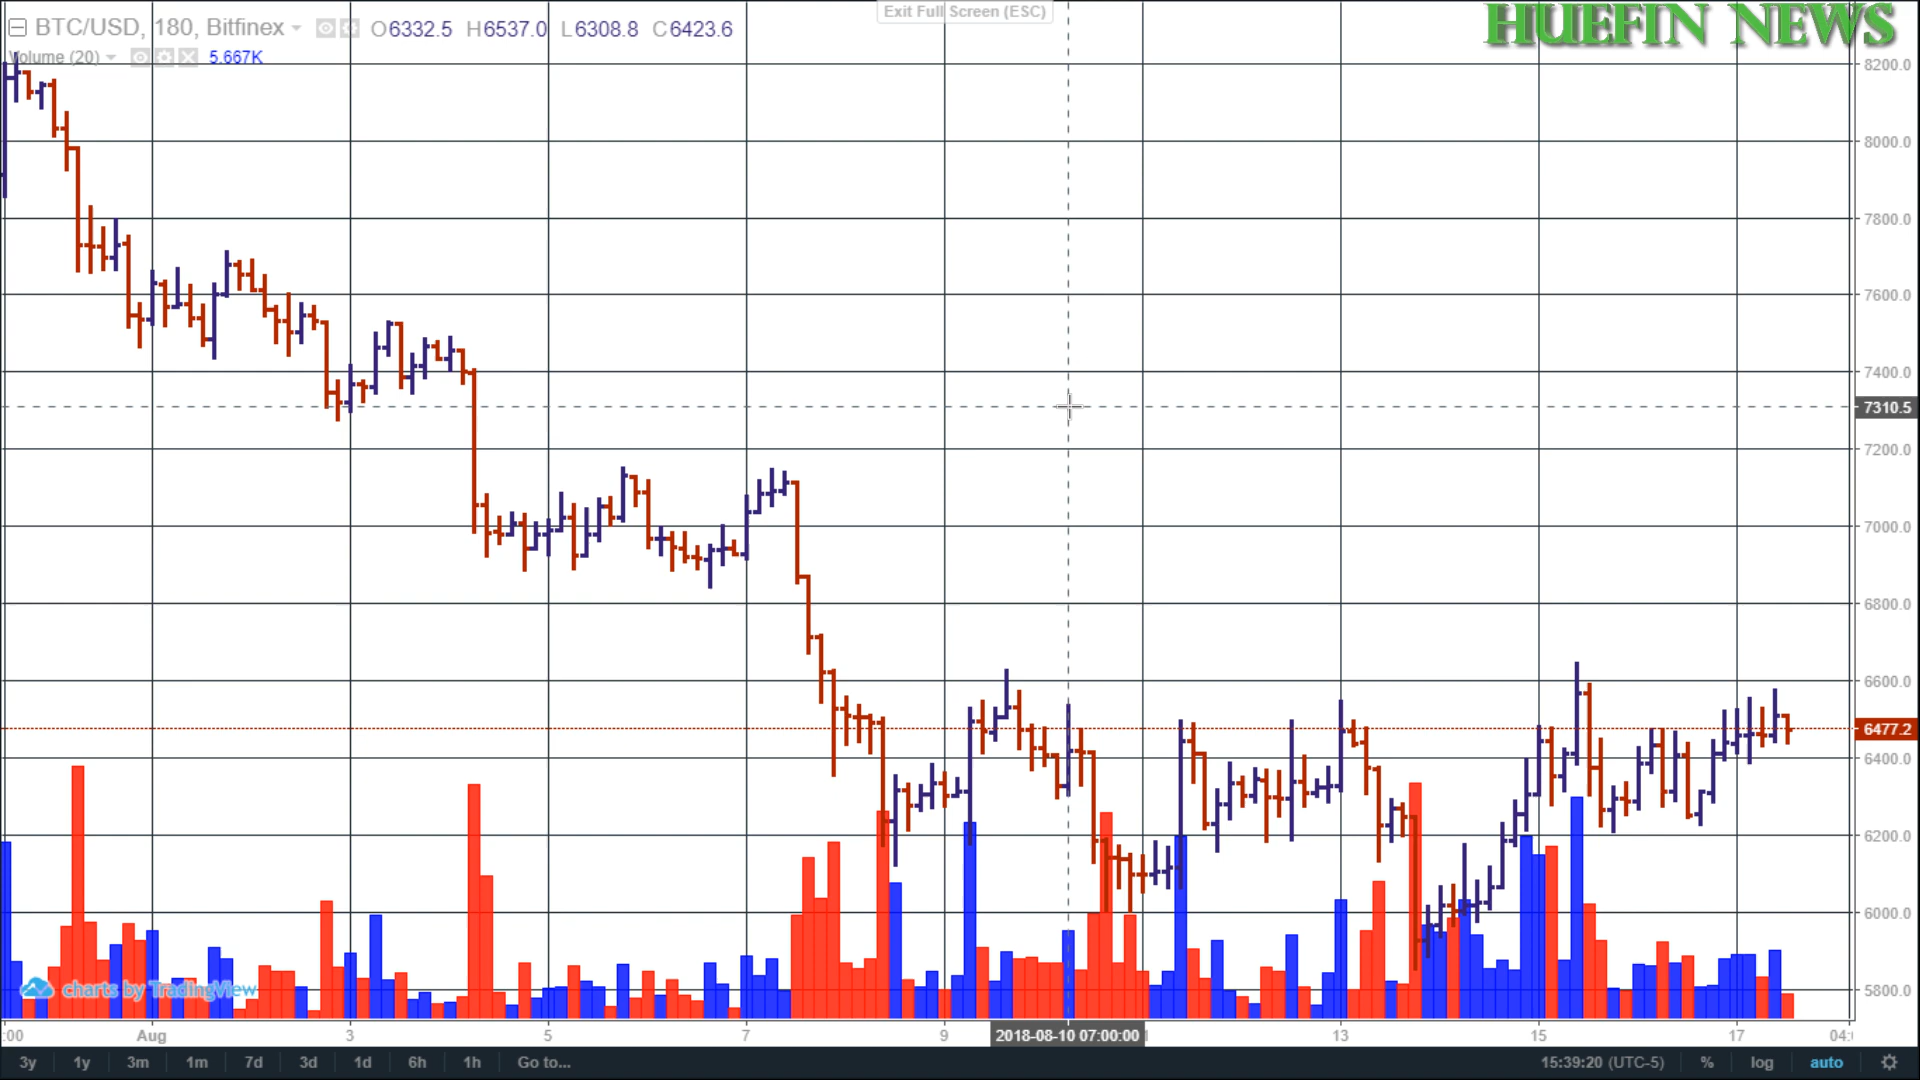 Exit Full Screen (ESC)
HUEFIN NEWS
BTC/USD, 180, Bitfinex O6332.5 H6537.0 L6308.8 C6423.6
Volume (20) 5.667K
8200.0
8000.0
7800.0
7600.0
7400.0
7310.5
7200.0
7000.0
6800.0
6600.0
6477.2
6400.0
6200.0
6000.0
5800.0
charts by TradingView
:00 Aug 3 5 7 9 2018-08-10 07:00:00 13 15 17 04:
3y 1y 3m 1m 7d 3d 1d 6h 1h Go to... 15:39:20 (UTC-5) % log auto